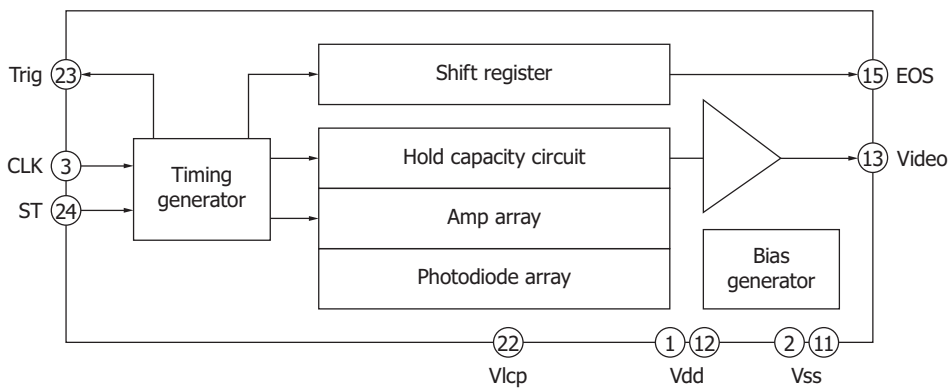 Trig 23
Shift register
15 EOS
CLK 3
Timing
generator
Hold capacity circuit
13 Video
ST 24
Amp array
Photodiode array
Bias
generator
22
1 12
2 11
Vlcp
Vdd
Vss